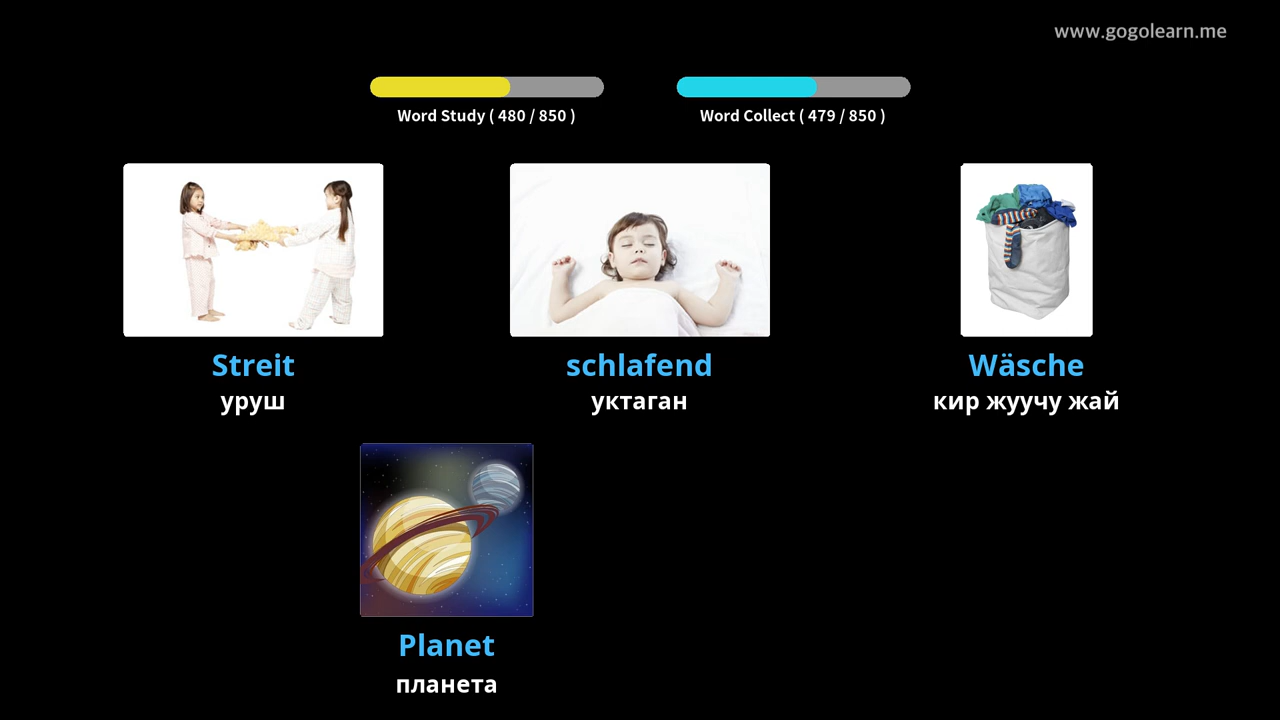 www.gogolearn.me
Word Study ( 480 / 850 )
Word Collect ( 479 / 850 )
Streit
уруш
schlafend
уктаган
Wäsche
кир жуучу жай
Planet
планета